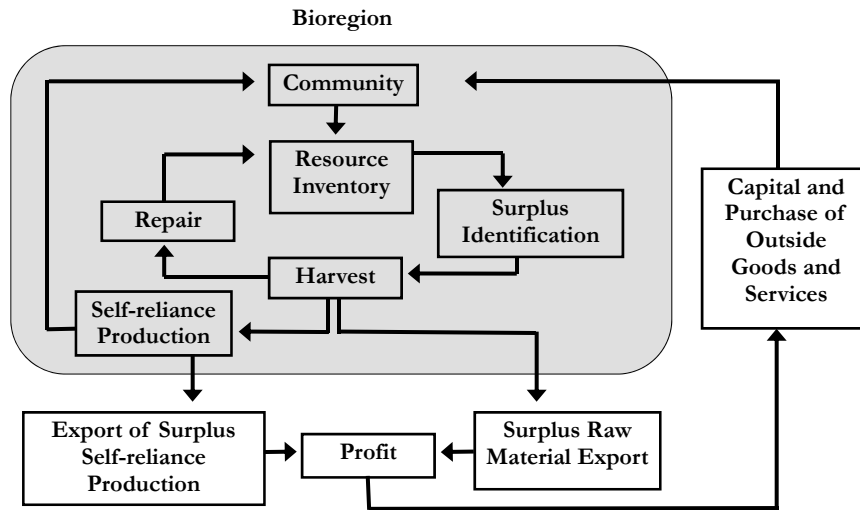 Bioregion
Community
Resource
Inventory
Surplus
Identification
Repair
Harvest
Self-reliance
Production
Capital and
Purchase of
Outside
Goods and
Services
Export of Surplus
Self-reliance
Production
Profit
Surplus Raw
Material Export